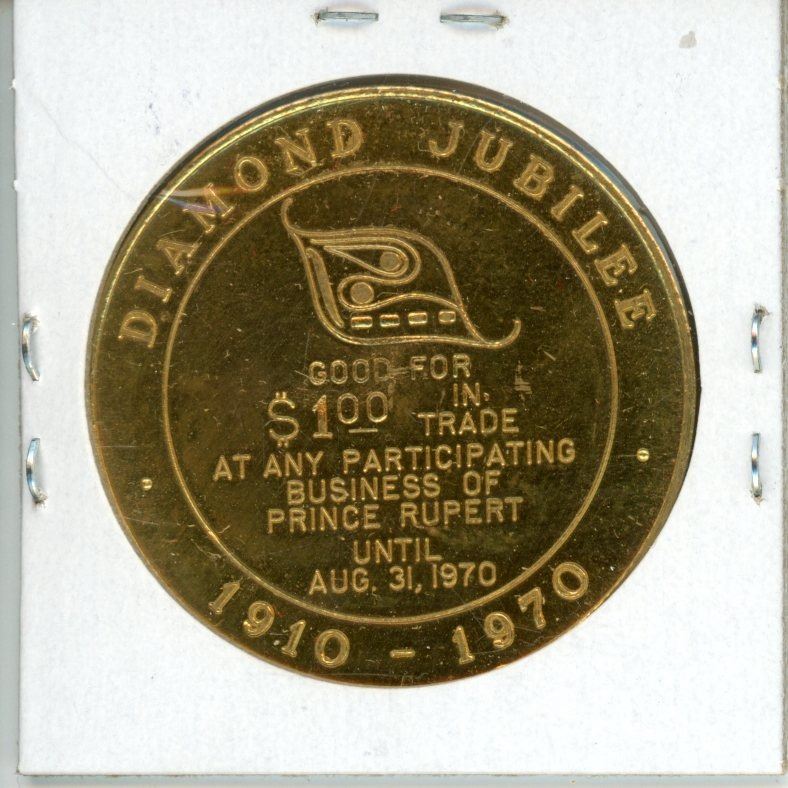 DIAMOND JUBILEE
GOOD FOR
$1.00 IN TRADE
AT ANY PARTICIPATING
BUSINESS OF
PRINCE RUPERT
UNTIL
AUG. 31, 1970
1910 - 1970